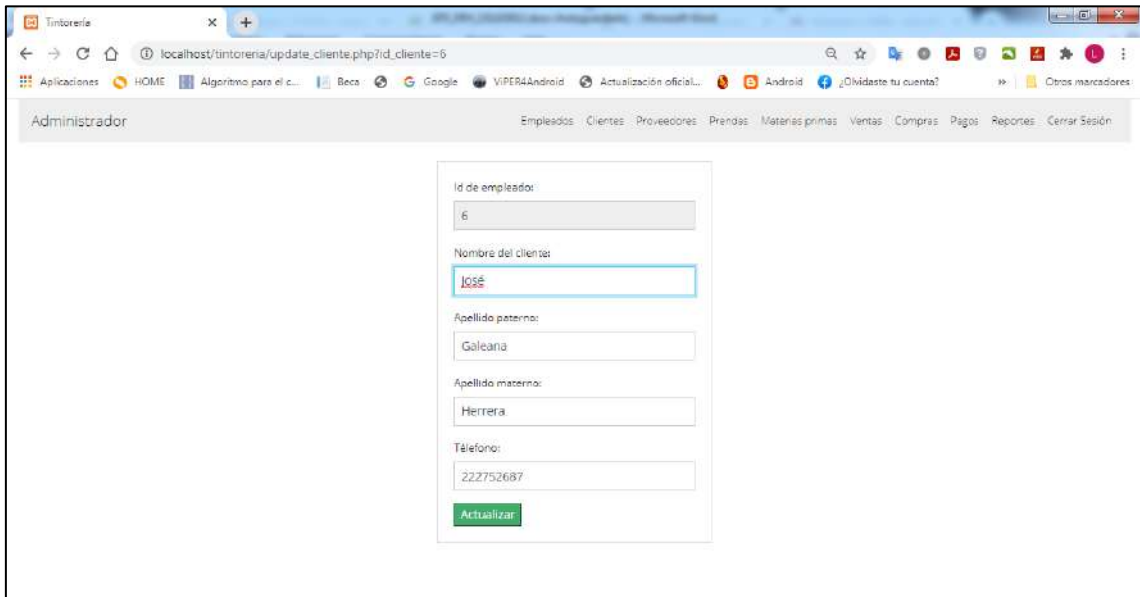 Tintorería
localhost/tintoreria/update_cliente.php?id_cliente=6
Aplicaciones HOME Algoritmo para el c... Beca Google ViPER4Android Actualización oficial... Android ¿Olvidaste tu cuenta? Otros marcadores
Administrador Empleados Clientes Proveedores Prendas Materias primas Ventas Compras Pagos Reportes Cerrar Sesión
Id de empleado:
6
Nombre del cliente:
José
Apellido paterno:
Galeana
Apellido materno:
Herrera
Télefono:
222752687
Actualizar